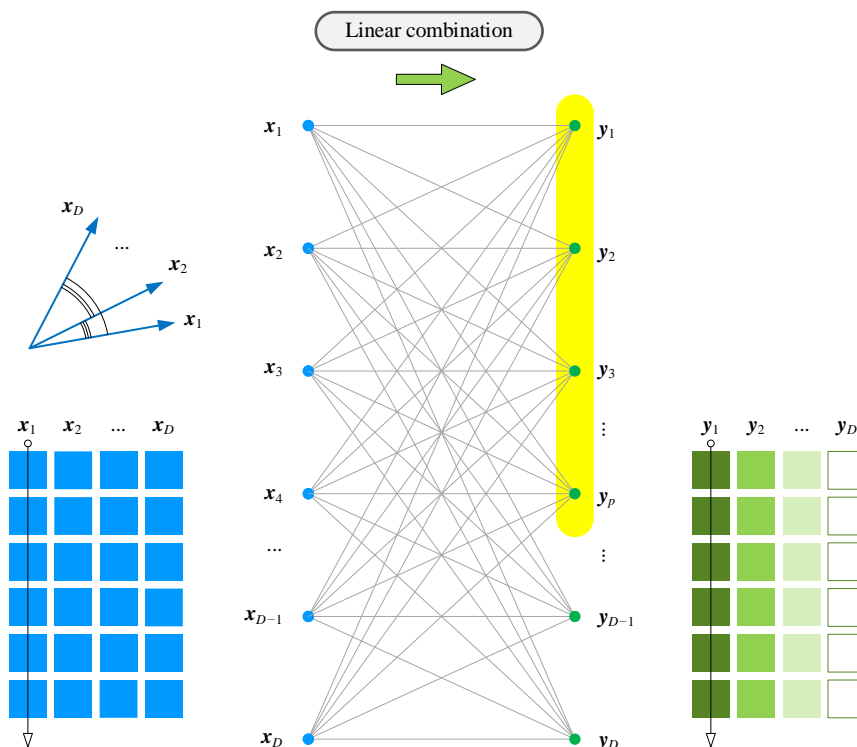 Linear combination
x1
x2
x3
x4
...
xD−1
xD
y1
y2
y3
...
yp
...
yD−1
yD
xD
...
x2
x1
x1 x2 ... xD
y1 y2 ... yD